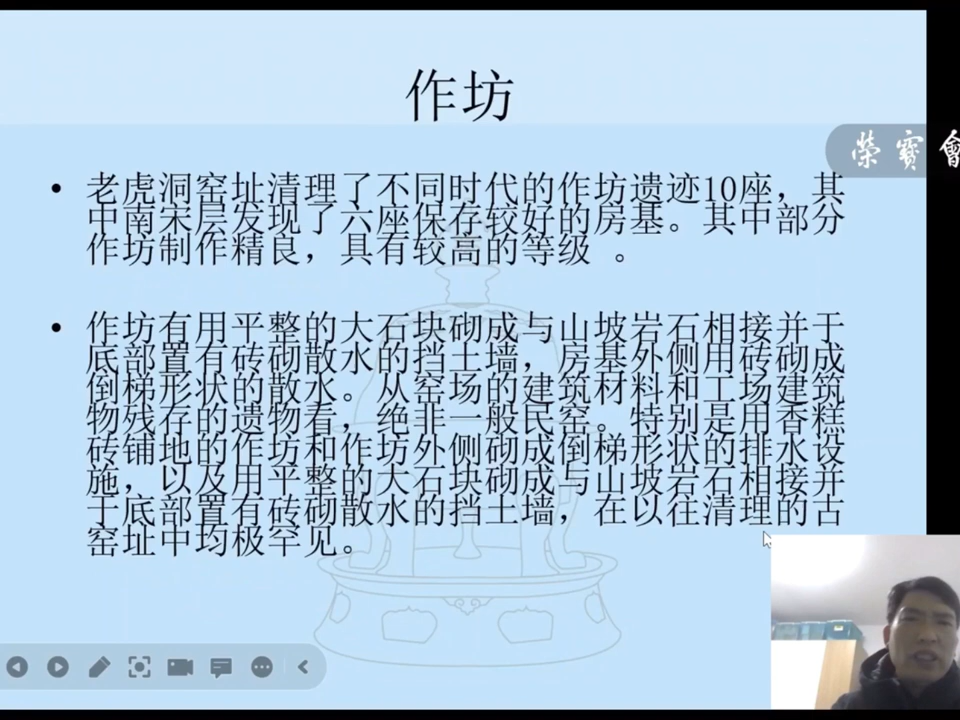 作坊
榮寶會
• 老虎洞窑址清理了不同时代的作坊遗迹10座，其
中南宋层发现了六座保存较好的房基。其中部分
作坊制作精良，具有较高的等级 。
• 作坊有用平整的大石块砌成与山坡岩石相接并于
底部置有砖砌散水的挡土墙，房基外侧用砖砌成
倒梯形状的散水。从窑场的建筑材料和工场建筑
物残存的遗物看，绝非一般民窑。特别是用香糕
砖铺地的作坊和作坊外侧砌成倒梯形状的排水设
施，以及用平整的大石块砌成与山坡岩石相接并
于底部置有砖砌散水的挡土墙，在以往清理的古
窑址中均极罕见。